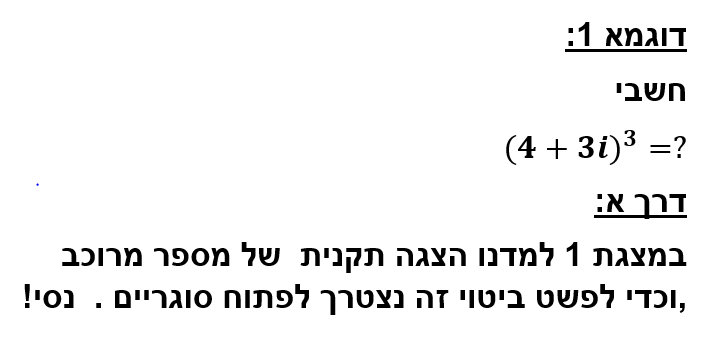 דוגמא 1:
חשבי
(4 + 3i)³ =?
דרך א:
במצגת 1 למדנו הצגה תקנית של מספר מרוכב
,וכדי לפשט ביטוי זה נצטרך לפתוח סוגריים . נסי!